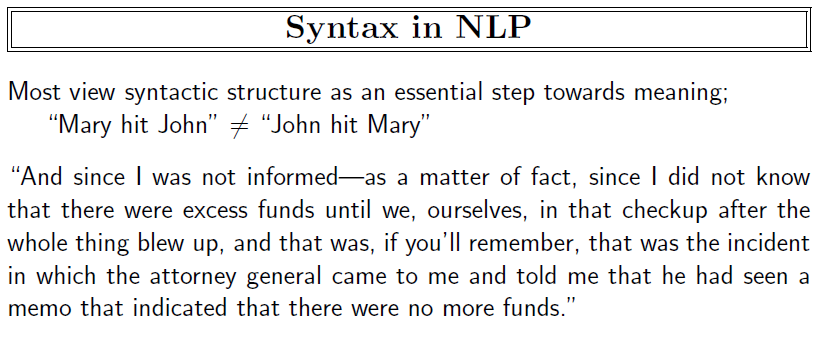 Syntax in NLP
Most view syntactic structure as an essential step towards meaning;
“Mary hit John” ≠ “John hit Mary”
“And since I was not informed—as a matter of fact, since I did not know
that there were excess funds until we, ourselves, in that checkup after the
whole thing blew up, and that was, if you’ll remember, that was the incident
in which the attorney general came to me and told me that he had seen a
memo that indicated that there were no more funds.”